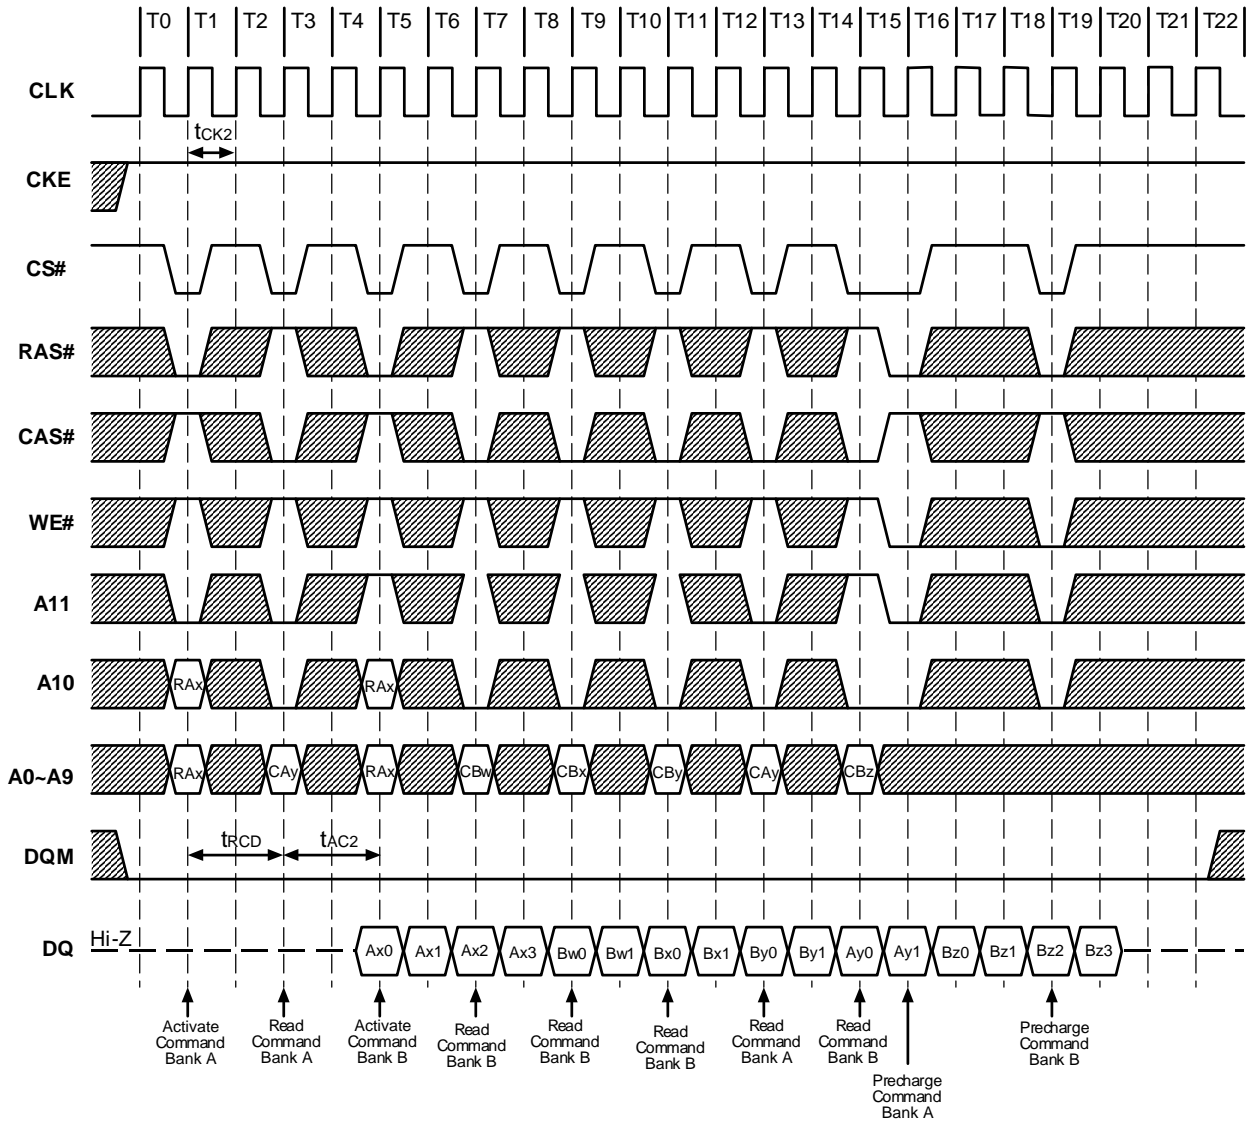 T0 T1 T2 T3 T4 T5 T6 T7 T8 T9 T10 T11 T12 T13 T14 T15 T16 T17 T18 T19 T20 T21 T22
CLK
tCK2
CKE
CS#
RAS#
CAS#
WE#
A11
A10
RAx RAx
A0~A9
RAx CAy RAx CBw CBx CBy CAy CBz
DQM
tRCD tAC2
DQ
Hi-Z
Ax0 Ax1 Ax2 Ax3 Bw0 Bw1 Bx0 Bx1 By0 By1 Ay0 Ay1 Bz0 Bz1 Bz2 Bz3
Activate
Command
Bank A
Read
Command
Bank A
Activate
Command
Bank B
Read
Command
Bank B
Read
Command
Bank B
Read
Command
Bank B
Read
Command
Bank A
Read
Command
Bank B
Precharge
Command
Bank A
Precharge
Command
Bank B